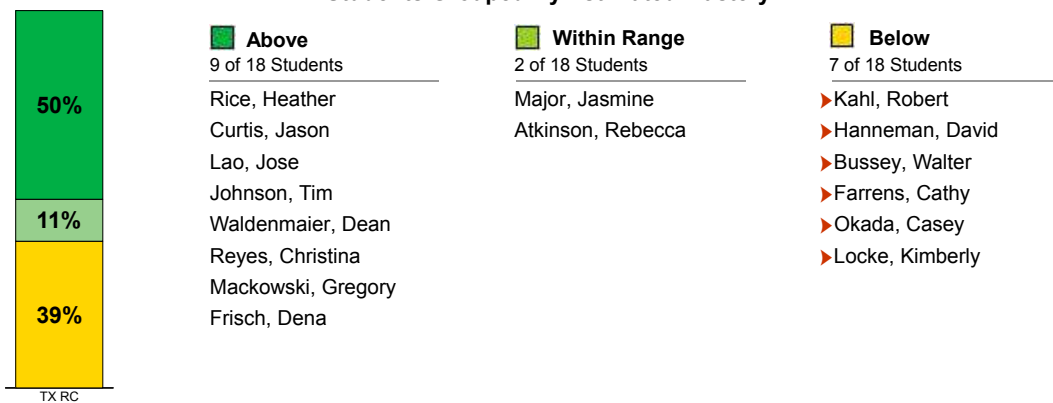 50%
11%
39%
TX RC
Above
9 of 18 Students
Rice, Heather
Curtis, Jason
Lao, Jose
Johnson, Tim
Waldenmaier, Dean
Reyes, Christina
Mackowski, Gregory
Frisch, Dena
Within Range
2 of 18 Students
Major, Jasmine
Atkinson, Rebecca
Below
7 of 18 Students
Kahl, Robert
Hanneman, David
Bussey, Walter
Farrens, Cathy
Okada, Casey
Locke, Kimberly